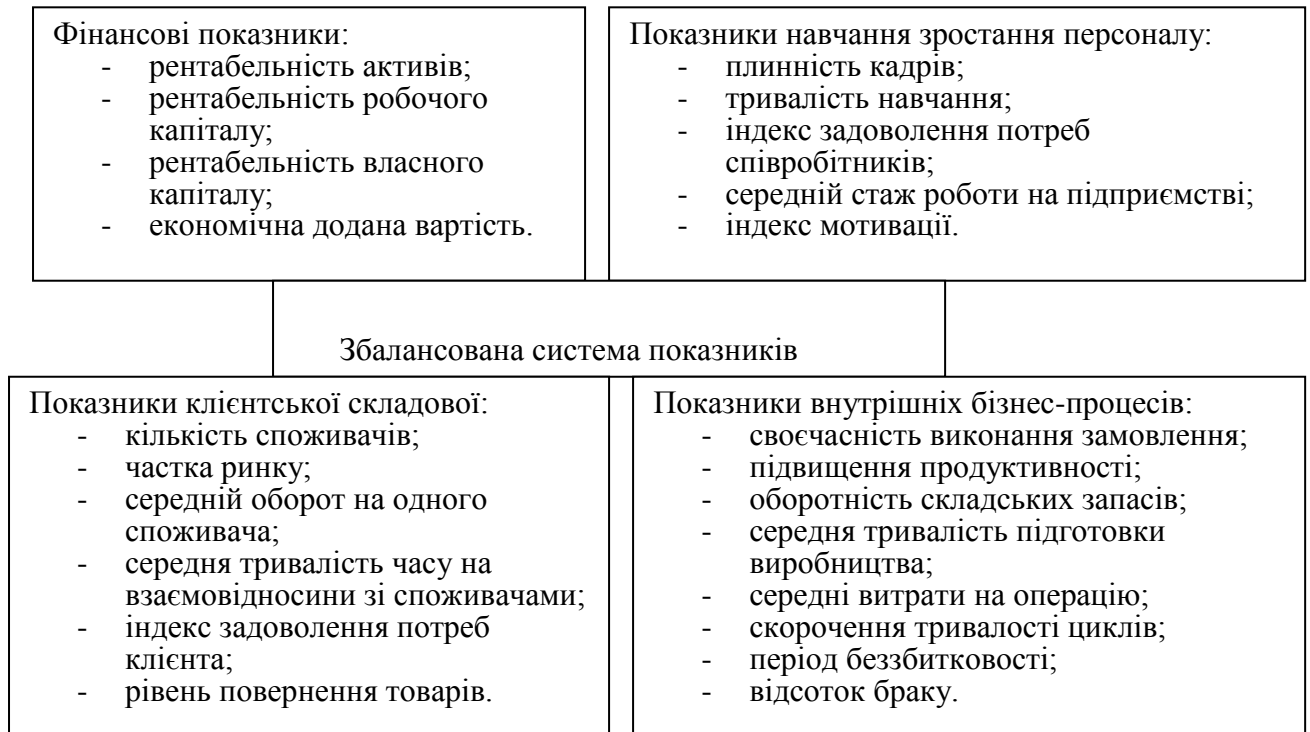 Фінансові показники:
- рентабельність активів;
- рентабельність робочого
капіталу;
- рентабельність власного
капіталу;
- економічна додана вартість.
Показники навчання зростання персоналу:
- плинність кадрів;
- тривалість навчання;
- індекс задоволення потреб
співробітників;
- середній стаж роботи на підприємстві;
- індекс мотивації.
Збалансована система показників
Показники клієнтської складової:
- кількість споживачів;
- частка ринку;
- середній оборот на одного
споживача;
- середня тривалість часу на
взаємовідносини зі споживачами;
- індекс задоволення потреб
клієнта;
- рівень повернення товарів.
Показники внутрішніх бізнес-процесів:
- своєчасність виконання замовлення;
- підвищення продуктивності;
- оборотність складських запасів;
- середня тривалість підготовки
виробництва;
- середні витрати на операцію;
- скорочення тривалості циклів;
- період беззбитковості;
- відсоток браку.